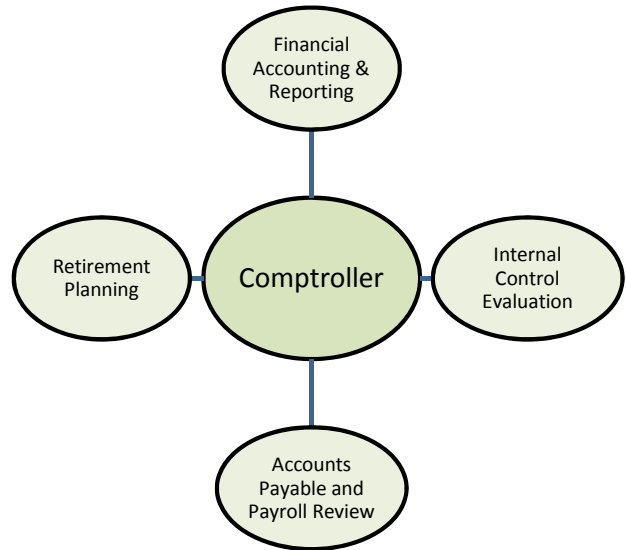 Financial
Accounting &
Reporting
Retirement
Planning
Comptroller
Internal
Control
Evaluation
Accounts
Payable and
Payroll Review